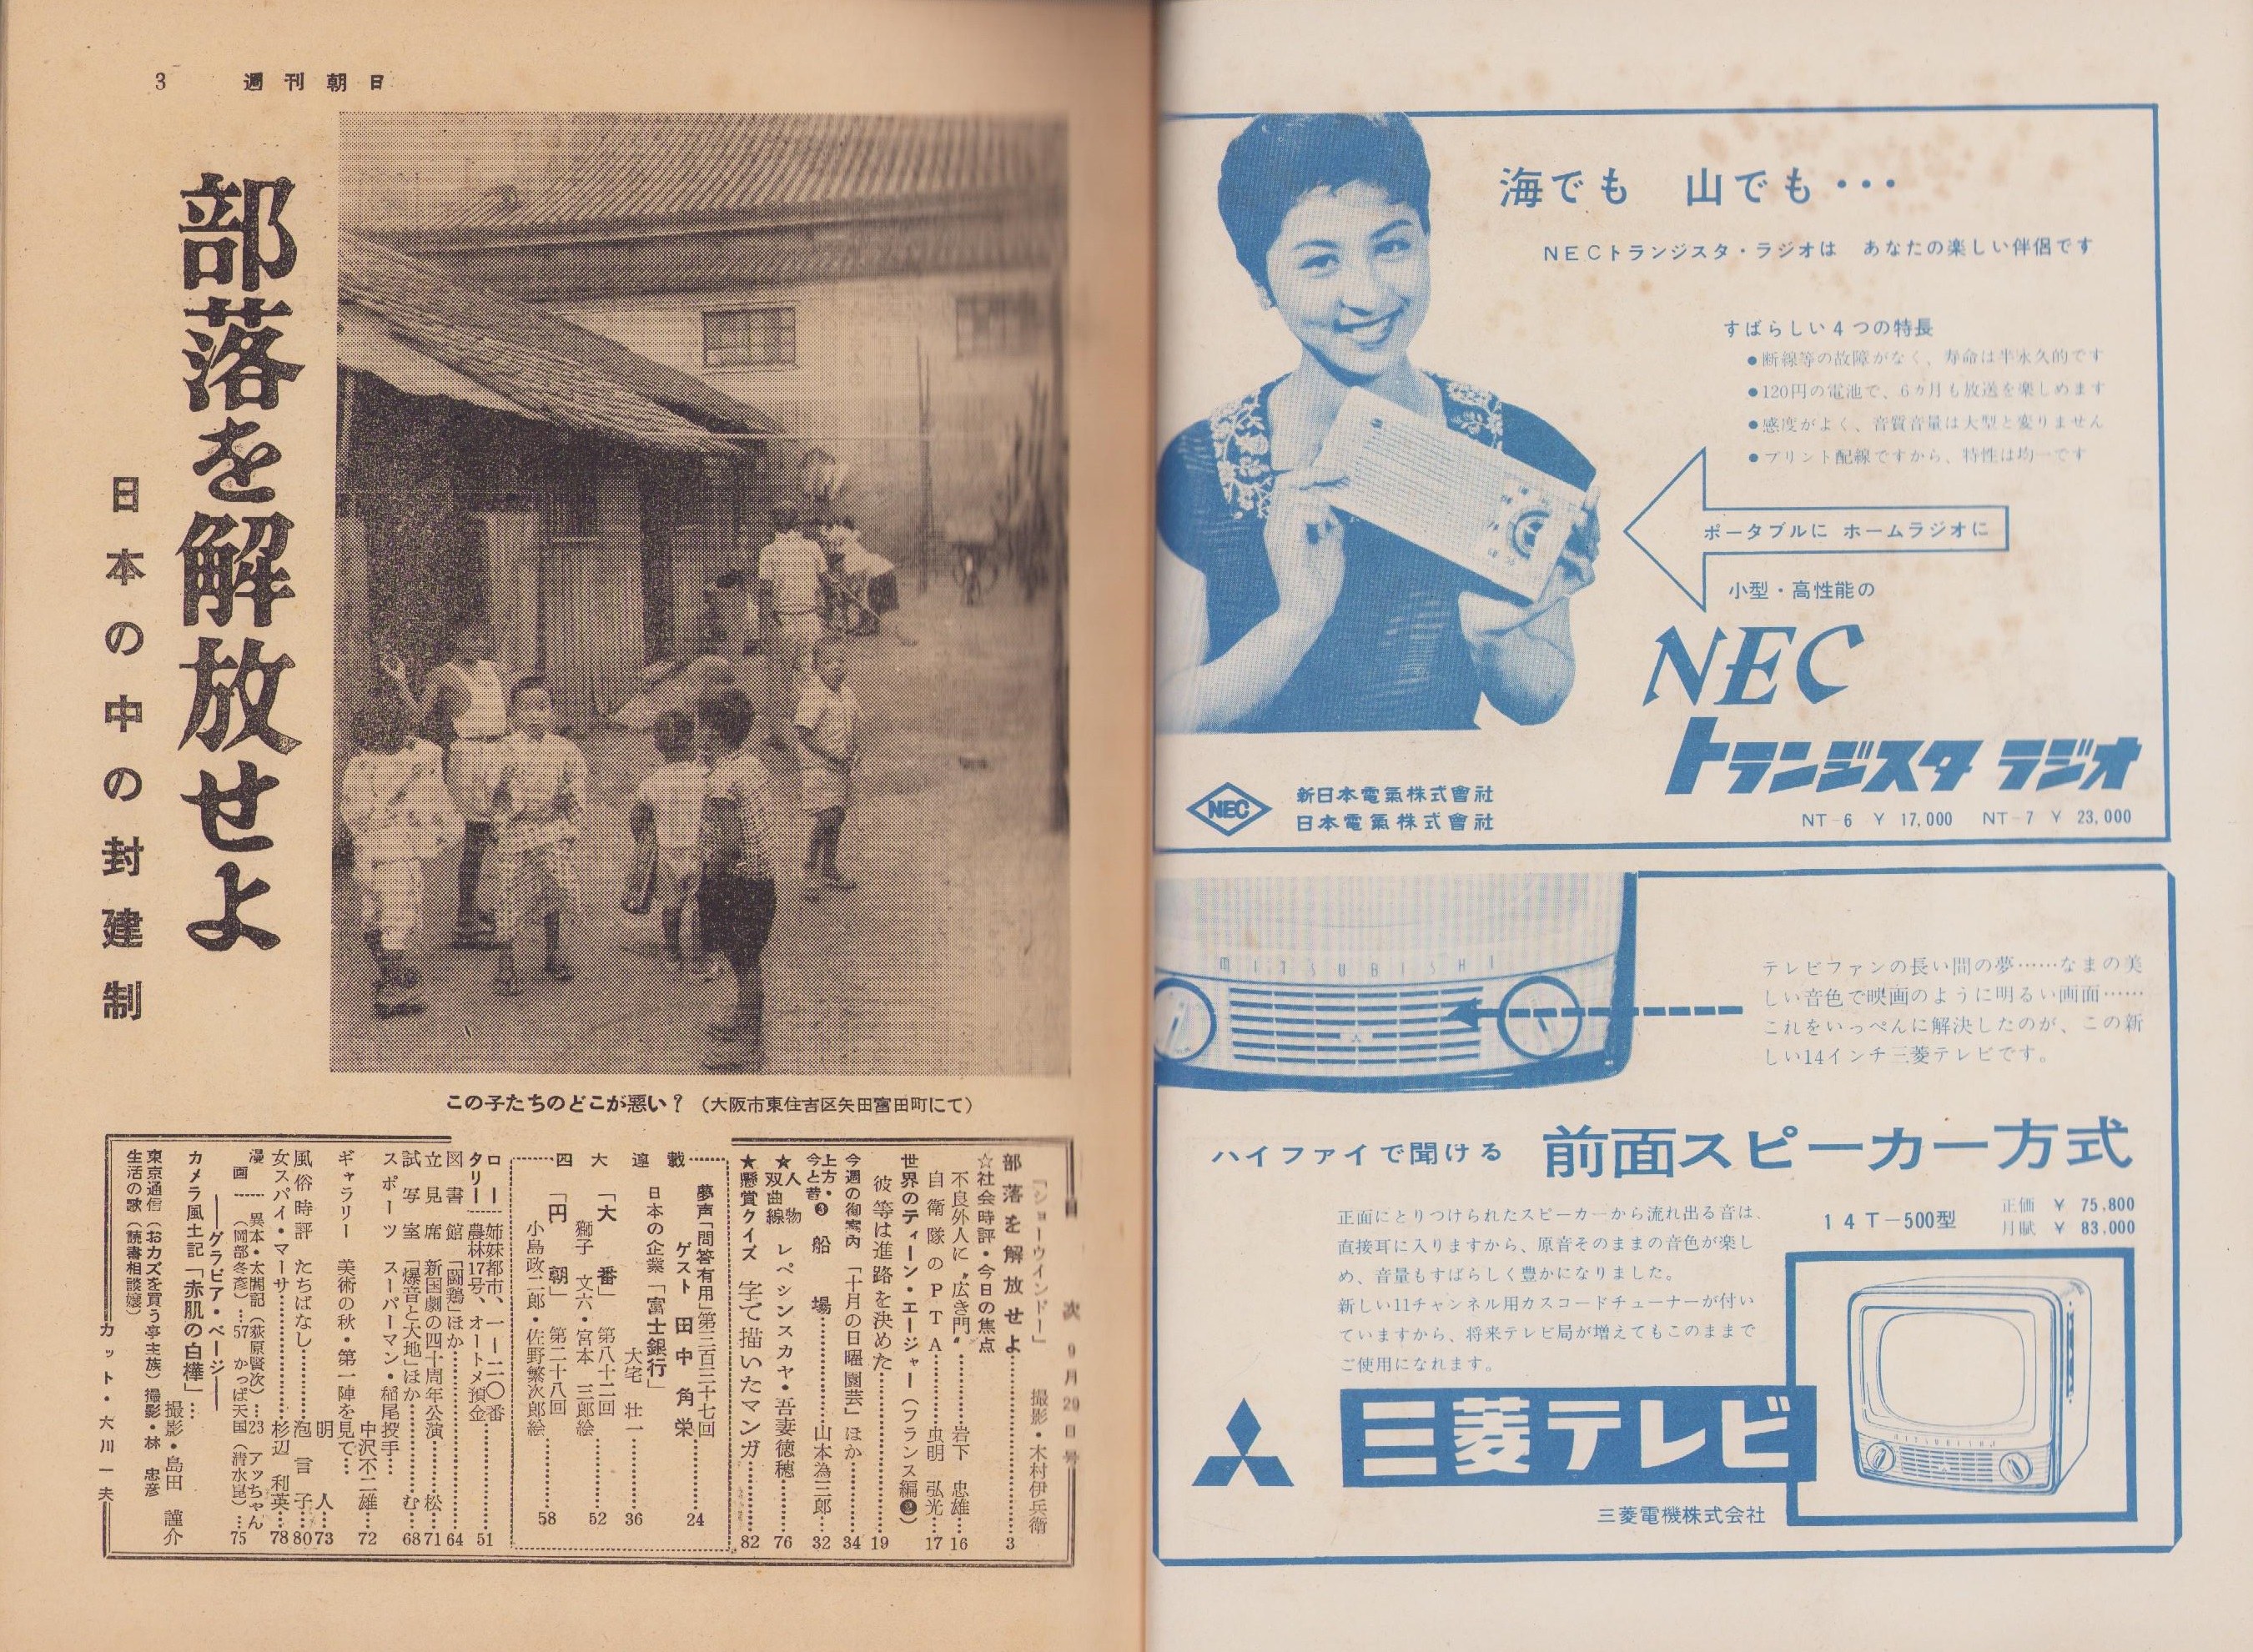 海でも 山でも・・・
NECトランジスタ・ラジオは あなたの楽しい伴侶です
すばらしい4つの特長
●断線等の故障がなく、寿命は半永久的です
●120円の電池で、6カ月も放送を楽しめます
●感度がよく、音質音量は大型と変りません
●プリント配線ですから、特性は均一です
ポータブルに ホームラジオに
小型・高性能の
NEC
トランジスタ ラジオ
NT-6 ¥ 17,000 NT-7 ¥ 23,000
NEC
新日本電氣株式會社
日本電氣株式會社
MITSUBISHI
テレビファンの長い間の夢……なまの美
しい音色で映画のように明るい画面……
これをいっぺんに解決したのが、この新
しい14インチ三菱テレビです。
ハイファイで聞ける 前面スピーカー方式
14T-500型
正価 ¥ 75,800
月賦 ¥ 83,000
正面にとりつけられたスピーカーから流れ出る音は、
直接耳に入りますから、原音そのままの音色が楽し
め、音量もすばらしく豊かになりました。
新しい11チャンネル用カスコードチューナーが付い
ていますから、将来テレビ局が増えてもこのままで
ご使用になれます。
三菱テレビ
MITSUBISHI
三菱電機株式会社
3 週刊朝日
部落を解放せよ
日本の中の封建制
この子たちのどこが悪い?(大阪市東住吉区矢田富田町にて)
目次 9月29日号
「ショーウインドー」 撮影・木村伊兵衛
部落を解放せよ……3
☆社会時評・今日の焦点
不良外人に〝広き門〟……岩下 忠雄…16
自衛隊のPTA……虫明 弘光…17
世界のティーン・エージャー(フランス編❷)
彼等は進路を決めた……19
今週の御案内 「十月の日曜園芸」ほか……34
上方・今と昔❸ 船場……山本為三郎…32
★人物双曲線 レペシンスカヤ・吾妻徳穂……76
★懸賞クイズ 字で描いたマンガ……82
連載
夢声「問答有用」第三百三十七回
ゲスト 田中角栄……24
日本の企業「富士銀行」
大宅 壮一……36
「大番」 第八十二回
獅子 文六・宮本 三郎絵……52
「円朝」 第二十八回
小島政二郎・佐野繁次郎絵……58
四大
ロータリー 姉妹都市、一一〇番
農林17号、オートメ預金……51
図書館 「闘鶏」ほか……64
立見席 新国劇の四十周年公演……松…71
試写室 「爆音と大地」ほか……む…68
スポーツ スーパーマン・稲尾投手…
中沢不二雄…72
ギャラリー 美術の秋・第一陣を見て…
明人…73
風俗時評 たちばなし……泡言子…80
女スパイ・マーサ……杉辺 利英…78
漫画 異本・太閤記(荻原賢次)…23 アッちゃん
(岡部冬彦)…57 かっぱ天国(清水崑)…75
――グラビア・ページ――
カメラ風土記「赤肌の白樺」…
撮影・島田 謹介
東京通信(おカズを買う亭主族)撮影・林 忠彦
生活の歌(読書相談嬢)
カット・大川一夫